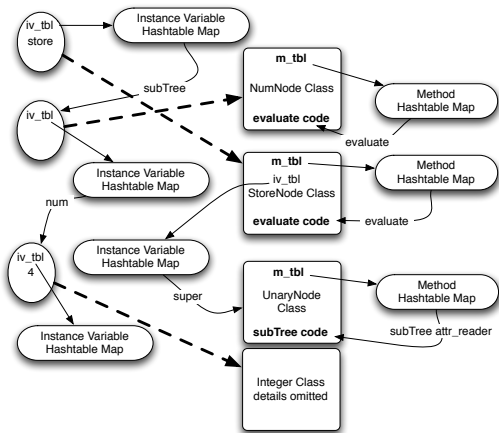 iv_tbl
store
Instance Variable
Hashtable Map
subTree
m_tbl
NumNode Class
evaluate code
Method
Hashtable Map
evaluate
iv_tbl
Instance Variable
Hashtable Map
num
m_tbl
iv_tbl
StoreNode Class
evaluate code
Method
Hashtable Map
evaluate
iv_tbl
4
Instance Variable
Hashtable Map
super
m_tbl
UnaryNode
Class
subTree code
Method
Hashtable Map
subTree attr_reader
Instance Variable
Hashtable Map
Integer Class
details omitted